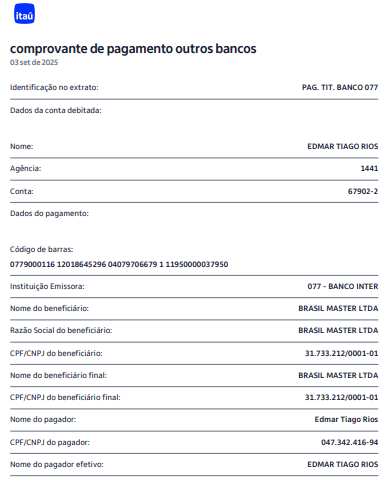 itaú
comprovante de pagamento outros bancos
03 set de 2025
Identificação no extrato: PAG. TIT. BANCO 077
Dados da conta debitada:
Nome: EDMAR TIAGO RIOS
Agência: 1441
Conta: 67902-2
Dados do pagamento:
Código de barras:
0779000116 12018645296 04079706679 1 11950000037950
Instituição Emissora: 077 - BANCO INTER
Nome do beneficiário: BRASIL MASTER LTDA
Razão Social do beneficiário: BRASIL MASTER LTDA
CPF/CNPJ do beneficiário: 31.733.212/0001-01
Nome do beneficiário final: BRASIL MASTER LTDA
CPF/CNPJ do beneficiário final: 31.733.212/0001-01
Nome do pagador: Edmar Tiago Rios
CPF/CNPJ do pagador: 047.342.416-94
Nome do pagador efetivo: EDMAR TIAGO RIOS